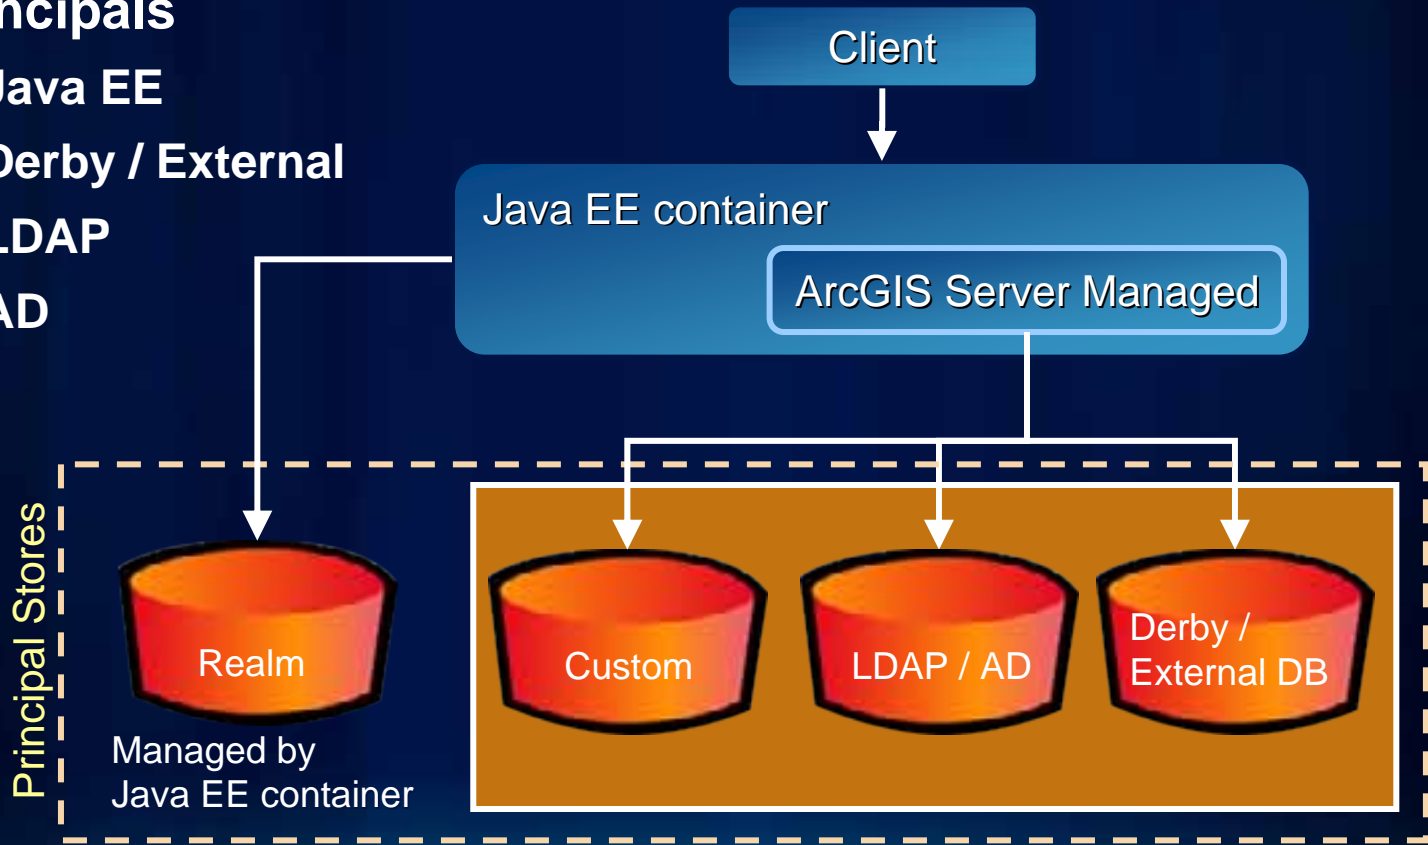 Java EE
Derby / External
LDAP
AD
Client
Java EE container
ArcGIS Server Managed
Principal Stores
Realm
Managed by
Java EE container
Custom
LDAP / AD
Derby /
External DB